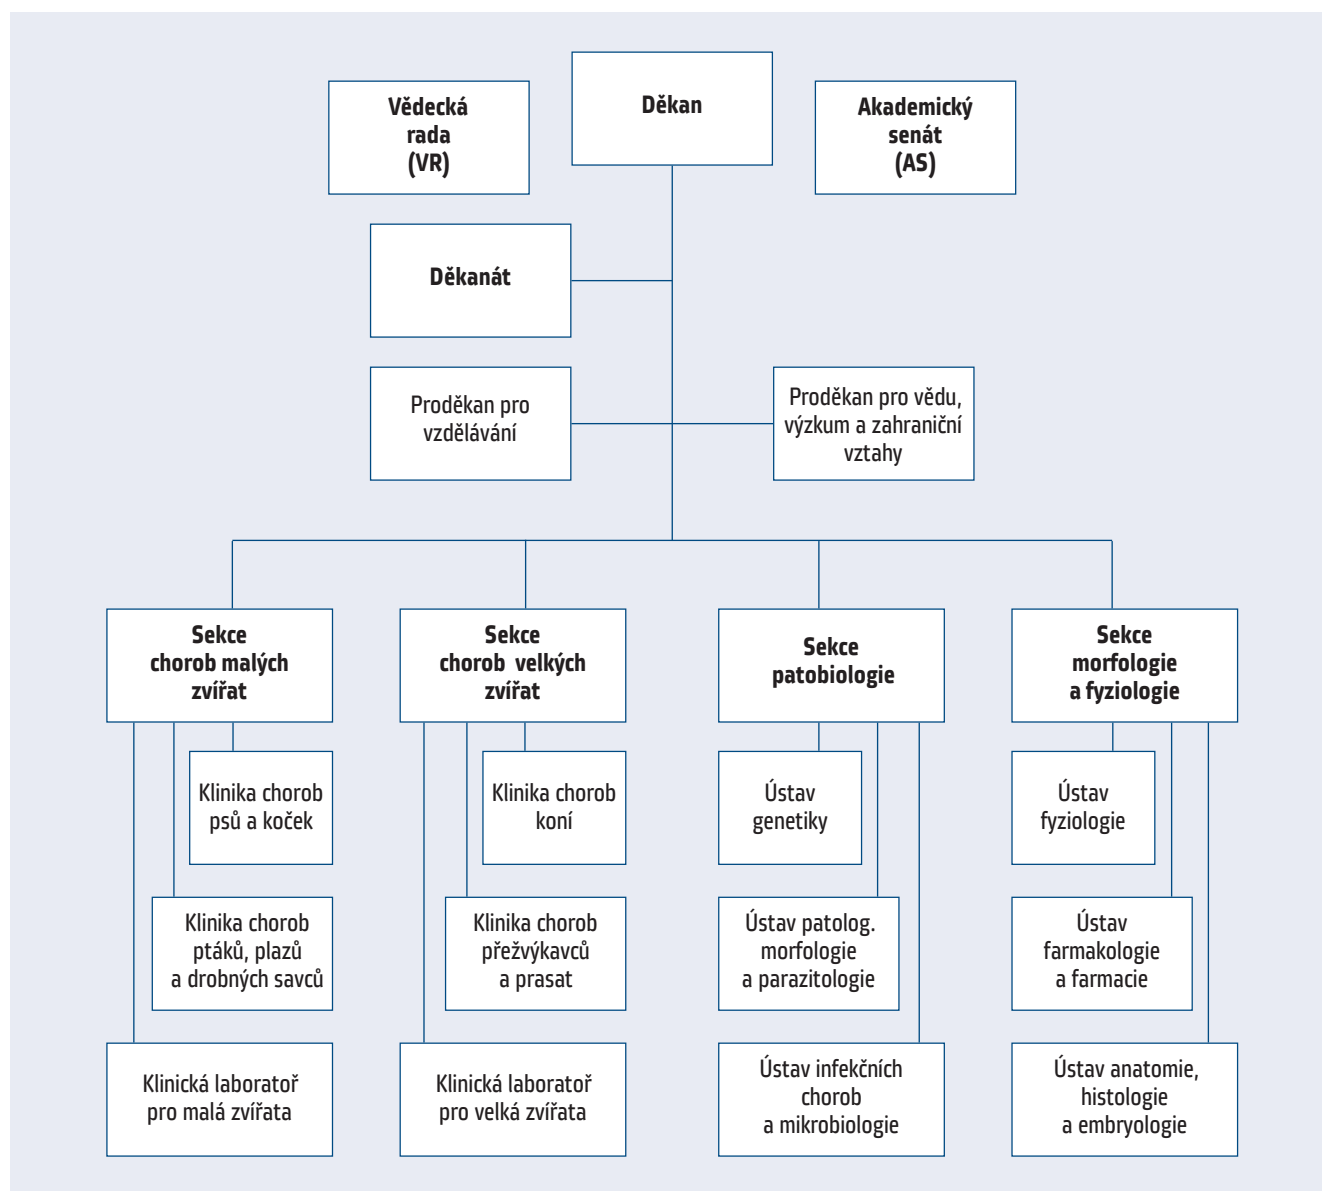 Vědecká
rada
(VR)
Děkan
Akademický
senát
(AS)
Děkanát
Proděkan pro
vzdělávání
Proděkan pro vědu,
výzkum a zahraniční
vztahy
Sekce
chorob malých
zvířat
Sekce
chorob velkých
zvířat
Sekce
patobiologie
Sekce
morfologie
a fyziologie
Klinika chorob
psů a koček
Klinika chorob
koní
Ústav
genetiky
Ústav
fyziologie
Klinika chorob
ptáků, plazů
a drobných savců
Klinika chorob
přežvýkavců
a prasat
Ústav patolog.
morfologie
a parazitologie
Ústav
farmakologie
a farmacie
Klinická laboratoř
pro malá zvířata
Klinická laboratoř
pro velká zvířata
Ústav infekčních
chorob
a mikrobiologie
Ústav anatomie,
histologie
a embryologie